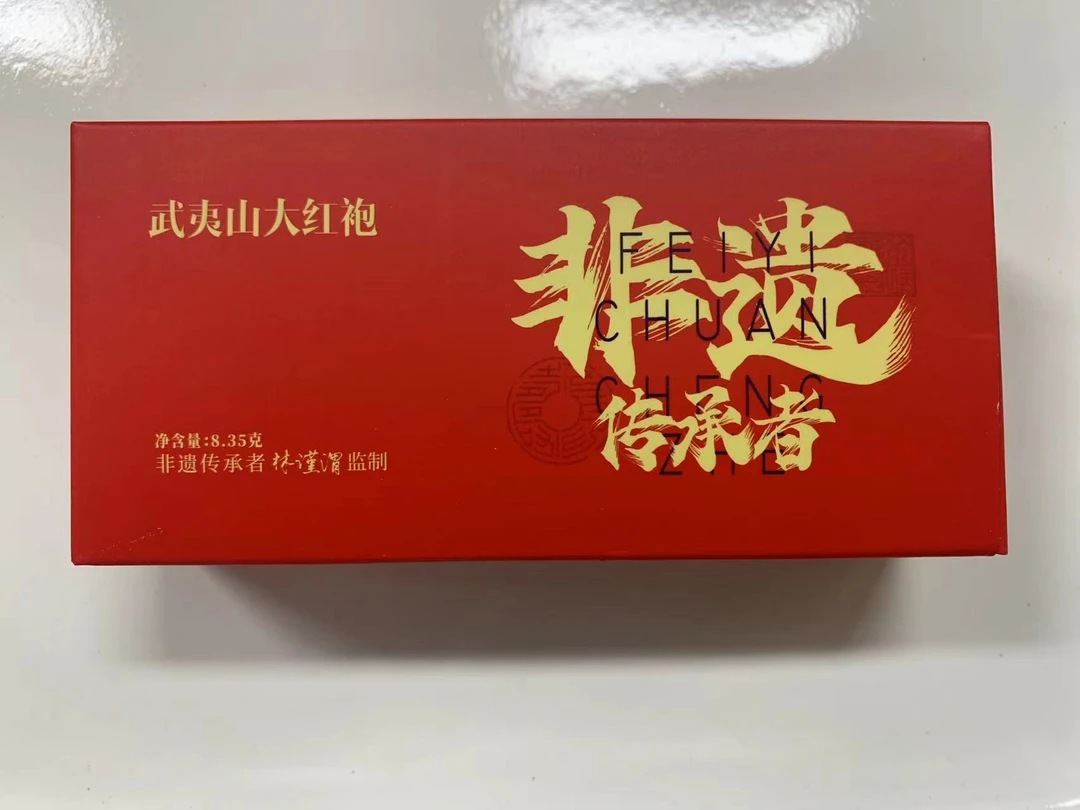 武夷山大红袍
非遗
FEIYI
CHUAN
CHENG
ZHE
传承者
净含量:8.35克
非遗传承者林谨渭监制